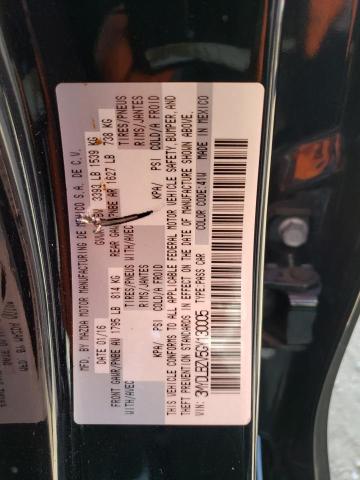 MFD. BY MAZDA MOTOR MANUFACTURING DE MEXICO S.A. DE C.V.
DATE: 01/16 GVWR 3393 LB 1539 KG
FRONT GAWR/PNBE AV 1795 LB 814 KG REAR GAWR/PNBE AR 1627 LB 738 KG
WITH/AVEC TIRES/PNEUS WITH/AVEC TIRES/PNEUS
RIMS/JANTES RIMS/JANTES
KPA/ PSI COLD/A FROID KPA/ PSI COLD/A FROID
THIS VEHICLE CONFORMS TO ALL APPLICABLE FEDERAL MOTOR VEHICLE SAFETY, BUMPER, AND
THEFT PREVENTION STANDARDS IN EFFECT ON THE DATE OF MANUFACTURE SHOWN ABOVE.
VIN: TYPE: PASS CAR COLOR CODE: 41W MADE IN MEXICO